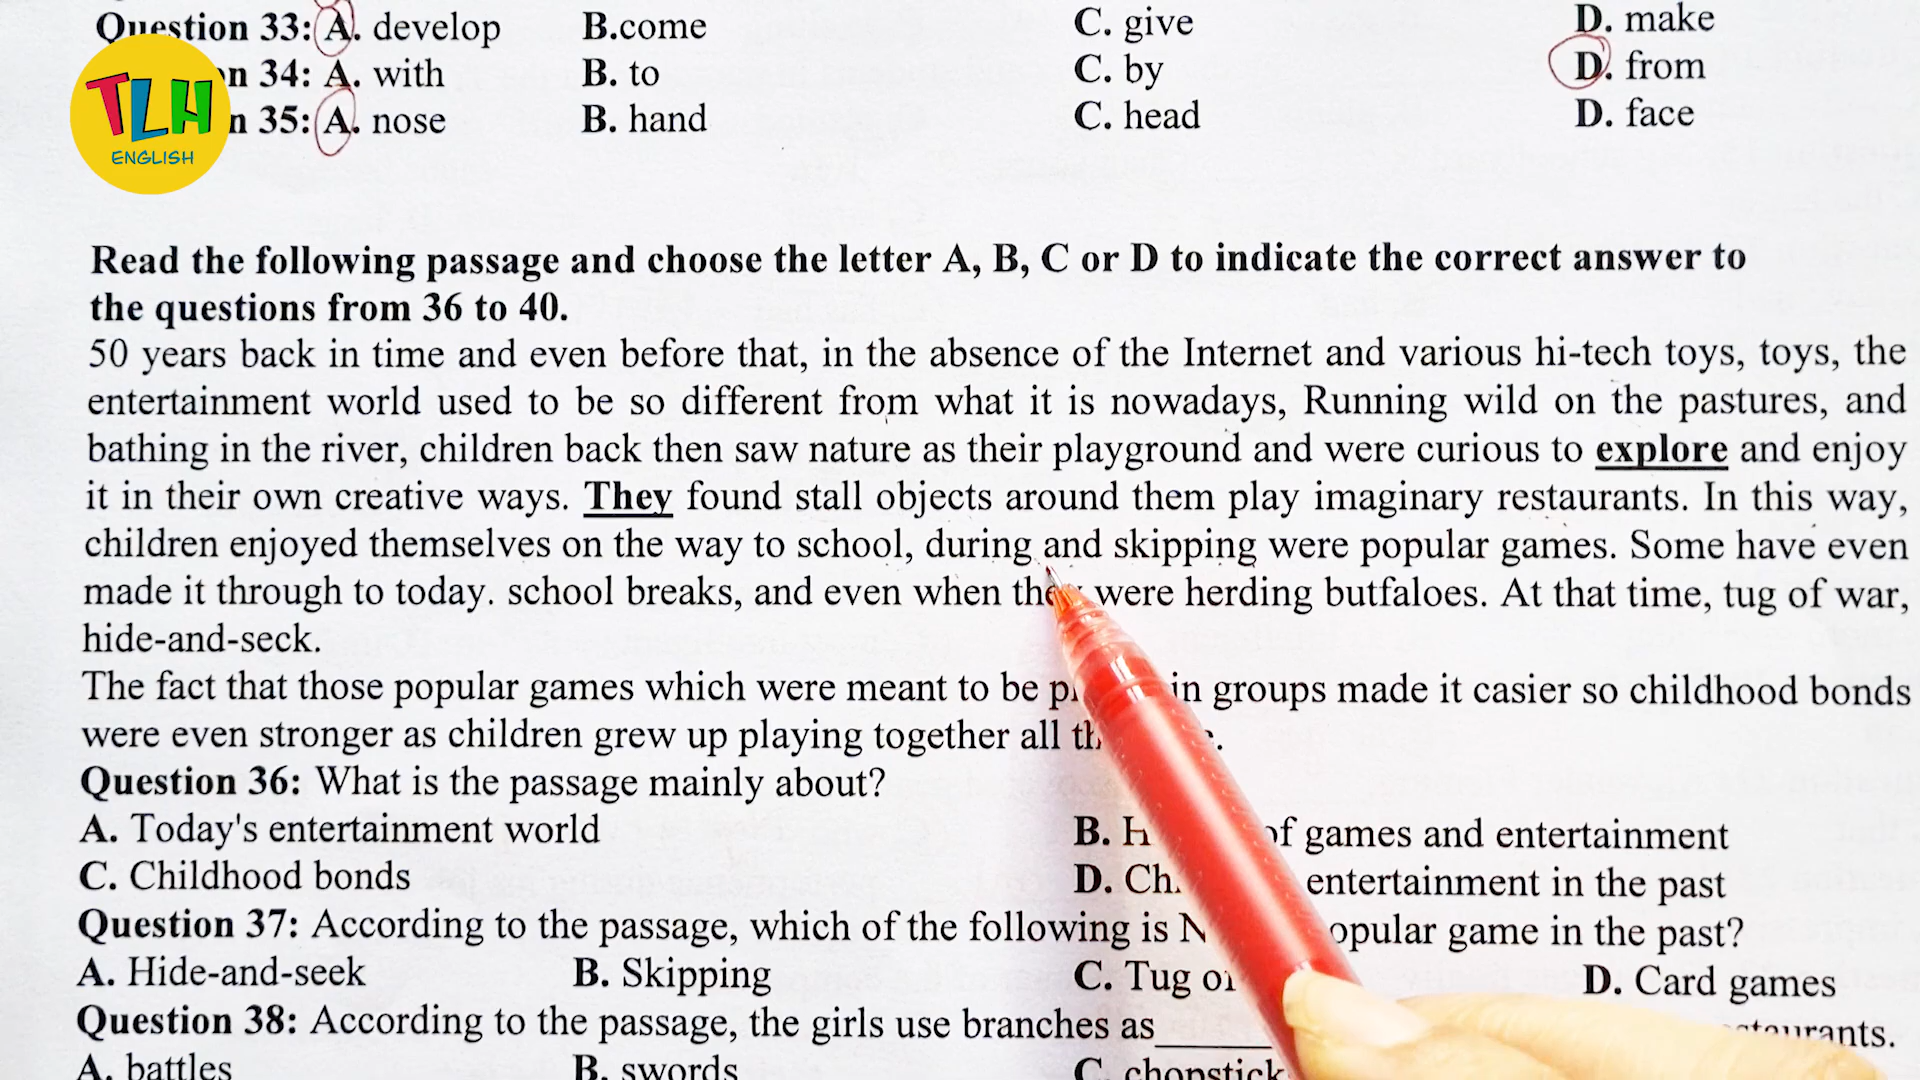 Question 33: A. develop B.come C. give D. make
n 34: A. with B. to C. by D. from
n 35: A. nose B. hand C. head D. face
TLH
ENGLISH
Read the following passage and choose the letter A, B, C or D to indicate the correct answer to
the questions from 36 to 40.
50 years back in time and even before that, in the absence of the Internet and various hi-tech toys, toys, the
entertainment world used to be so different from what it is nowadays, Running wild on the pastures, and
bathing in the river, children back then saw nature as their playground and were curious to explore and enjoy
it in their own creative ways. They found stall objects around them play imaginary restaurants. In this way,
children enjoyed themselves on the way to school, during and skipping were popular games. Some have even
made it through to today. school breaks, and even when they were herding butfaloes. At that time, tug of war,
hide-and-seck.
The fact that those popular games which were meant to be in groups made it casier so childhood bonds
were even stronger as children grew up playing together all
Question 36: What is the passage mainly about?
A. Today's entertainment world B. of games and entertainment
C. Childhood bonds D. entertainment in the past
Question 37: According to the passage, which of the following is popular game in the past?
A. Hide-and-seek B. Skipping C. Tug of D. Card games
Question 38: According to the passage, the girls use branches as______ restaurants.
A. battles B. swords C. chopstick